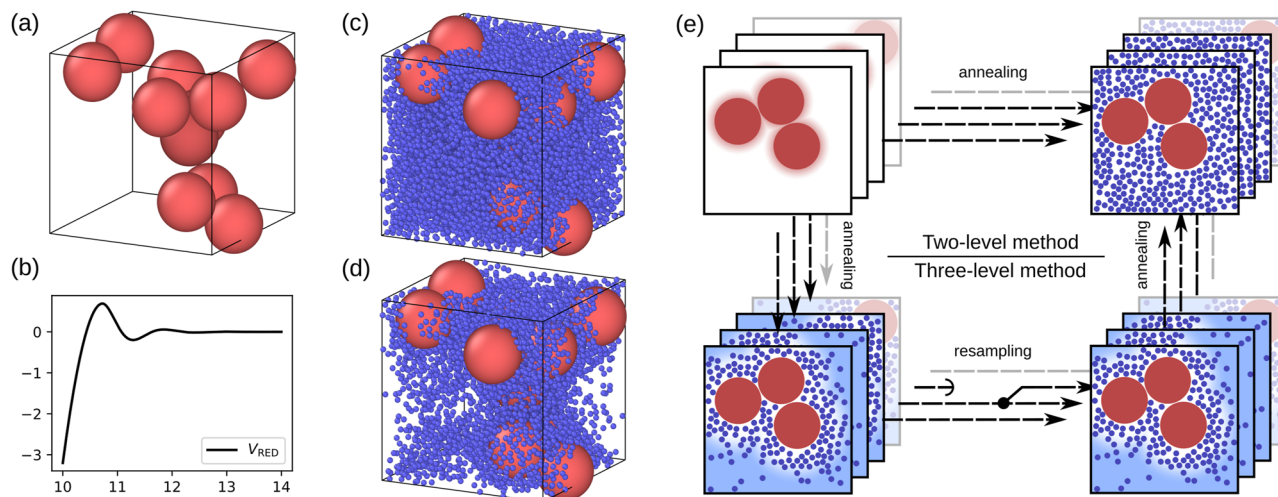 (a)
(b)
0
−1
−2
−3
V_RED
10
11
12
13
14
(c)
(d)
(e)
annealing
annealing
Two-level method
Three-level method
annealing
resampling